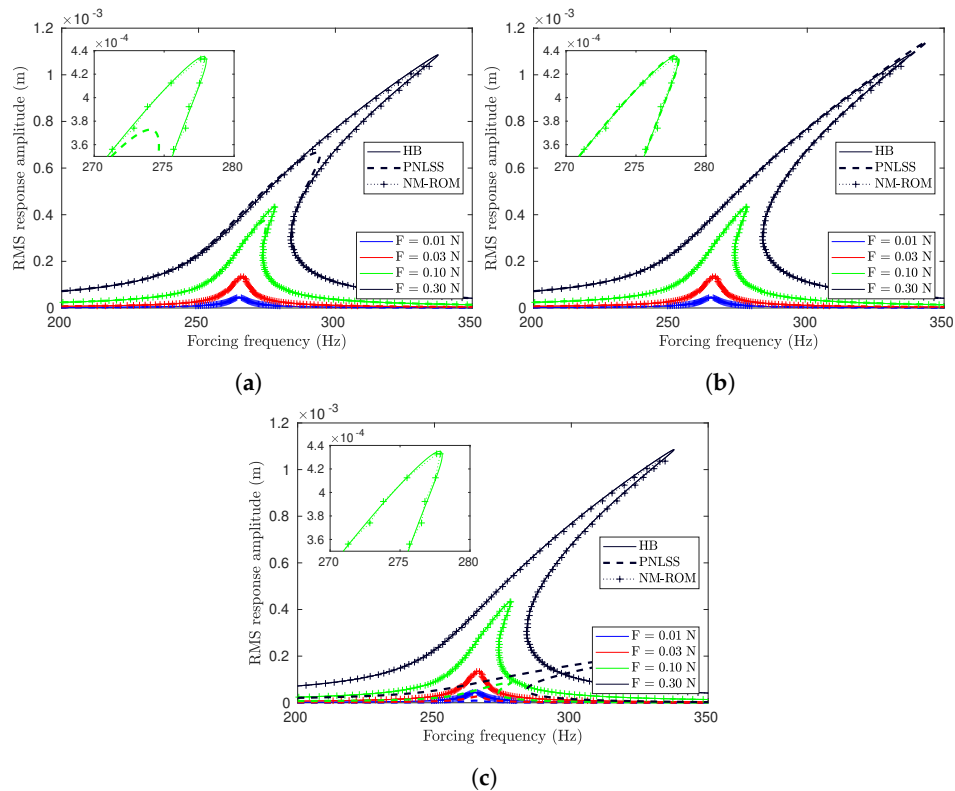 ×10⁻³
1.2
1
0.8
0.6
0.4
0.2
0
RMS response amplitude (m)
×10⁻⁴
4.4
4.2
4
3.8
3.6
270
275
280
HB
PNLSS
NM-ROM
F = 0.01 N
F = 0.03 N
F = 0.10 N
F = 0.30 N
200
250
300
350
Forcing frequency (Hz)
(a)
×10⁻³
1.2
1
0.8
0.6
0.4
0.2
0
RMS response amplitude (m)
×10⁻⁴
4.4
4.2
4
3.8
3.6
270
275
280
HB
PNLSS
NM-ROM
F = 0.01 N
F = 0.03 N
F = 0.10 N
F = 0.30 N
200
250
300
350
Forcing frequency (Hz)
(b)
×10⁻³
1.2
1
0.8
0.6
0.4
0.2
0
RMS response amplitude (m)
×10⁻⁴
4.4
4.2
4
3.8
3.6
270
275
280
HB
PNLSS
NM-ROM
F = 0.01 N
F = 0.03 N
F = 0.10 N
F = 0.30 N
200
250
300
350
Forcing frequency (Hz)
(c)